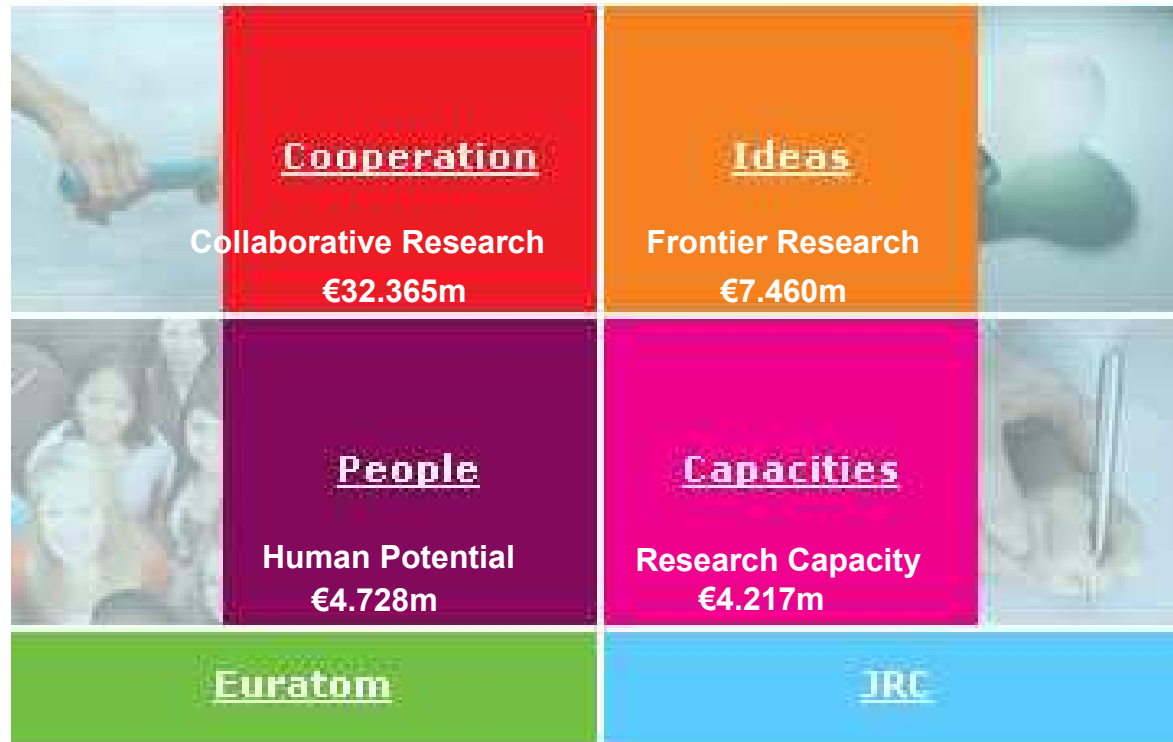 Cooperation
Collaborative Research
€32.365m
Ideas
Frontier Research
€7.460m
People
Human Potential
€4.728m
Capacities
Research Capacity
€4.217m
Euratom
JRC